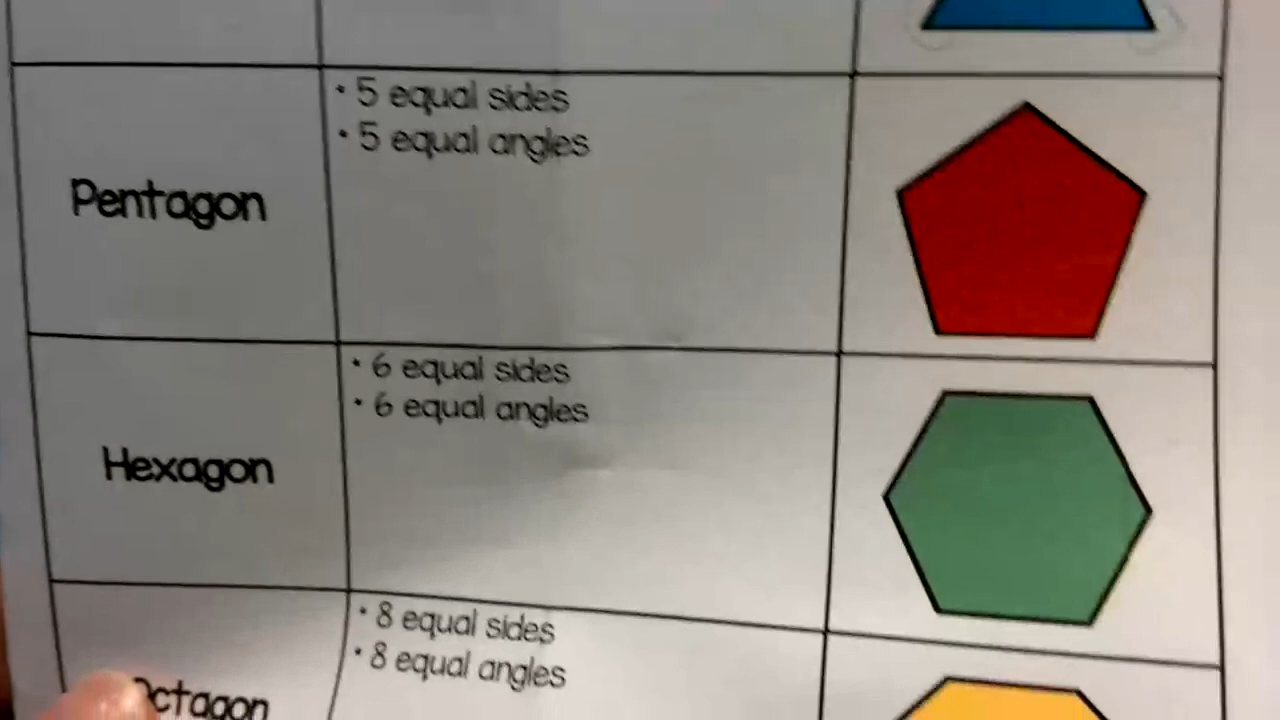 Pentagon
• 5 equal sides
• 5 equal angles
Hexagon
• 6 equal sides
• 6 equal angles
Octagon
• 8 equal sides
• 8 equal angles